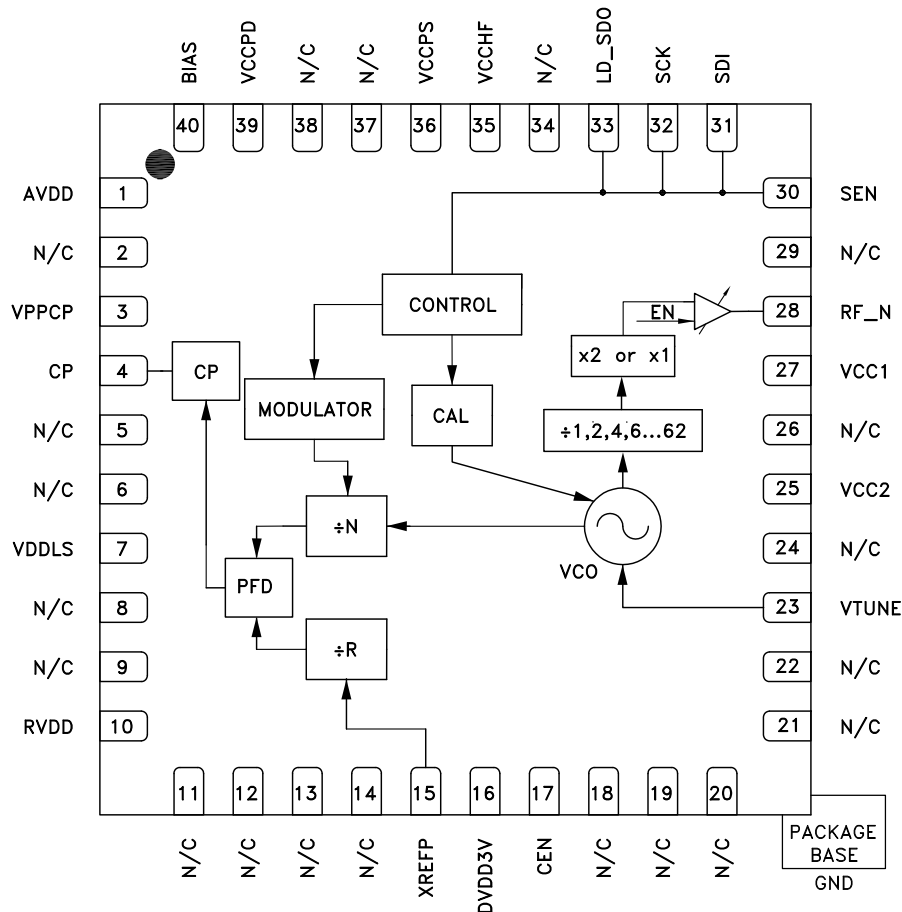 BIAS
VCCPD
N/C
N/C
VCCPS
VCCHF
N/C
LD_SDO
SCK
SDI
40
39
38
37
36
35
34
33
32
31
AVDD
1
30
SEN
N/C
2
29
N/C
VPPCP
3
28
RF_N
CP
4
27
VCC1
N/C
5
26
N/C
N/C
6
25
VCC2
VDDLS
7
24
N/C
N/C
8
23
VTUNE
N/C
9
22
N/C
RVDD
10
21
N/C
CONTROL
EN
x2 or x1
CP
MODULATOR
CAL
÷1,2,4,6...62
÷N
VCO
PFD
÷R
11
12
13
14
15
16
17
18
19
20
N/C
N/C
N/C
N/C
XREFP
DVDD3V
CEN
N/C
N/C
N/C
PACKAGE
BASE
GND